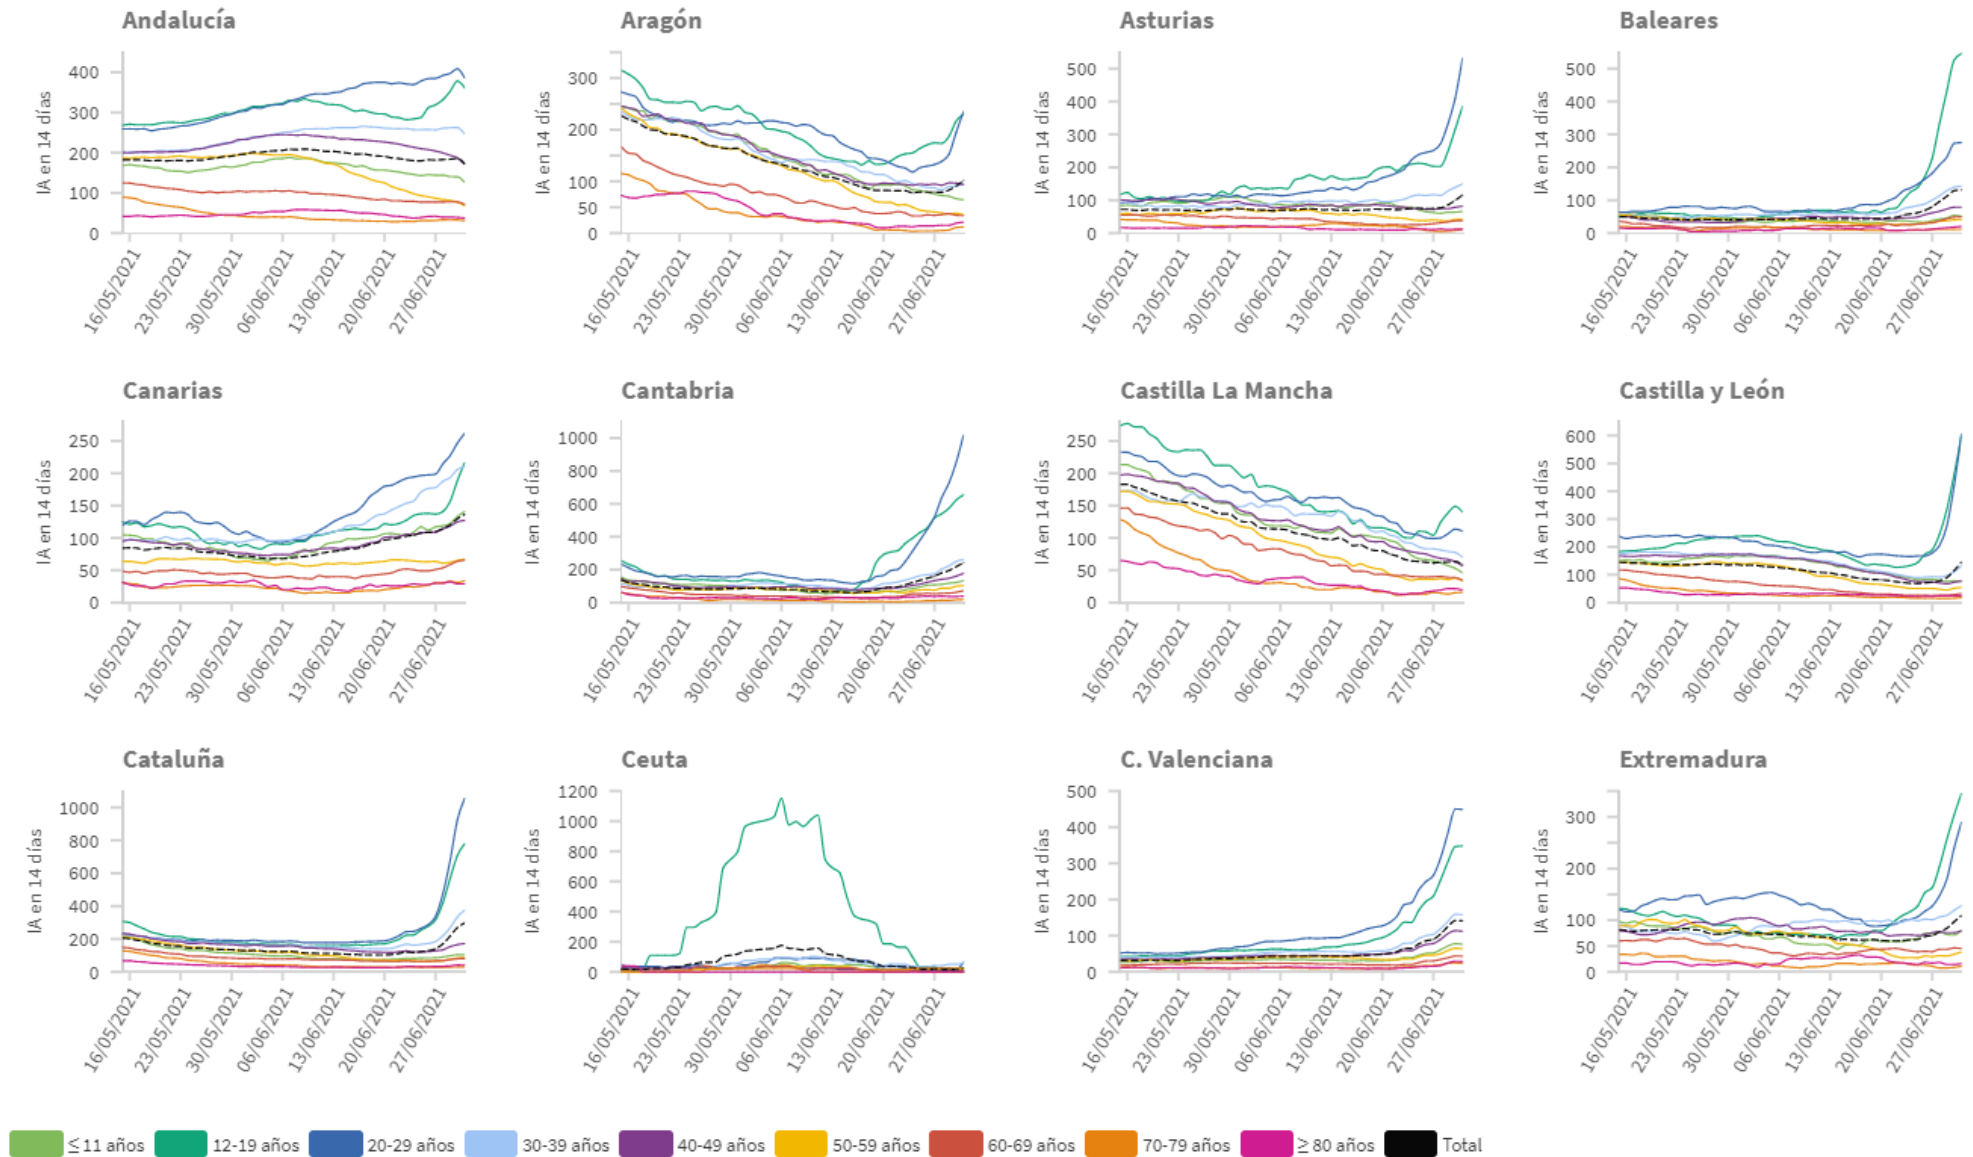 Andalucía
IA en 14 días
400
300
200
100
0
16/05/2021 23/05/2021 30/05/2021 06/06/2021 13/06/2021 20/06/2021 27/06/2021
Aragón
IA en 14 días
300
200
100
50
0
16/05/2021 23/05/2021 30/05/2021 06/06/2021 13/06/2021 20/06/2021 27/06/2021
Asturias
IA en 14 días
500
400
300
200
100
0
16/05/2021 23/05/2021 30/05/2021 06/06/2021 13/06/2021 20/06/2021 27/06/2021
Baleares
IA en 14 días
500
400
300
200
100
0
16/05/2021 23/05/2021 30/05/2021 06/06/2021 13/06/2021 20/06/2021 27/06/2021
Canarias
IA en 14 días
250
200
150
100
50
0
16/05/2021 23/05/2021 30/05/2021 06/06/2021 13/06/2021 20/06/2021 27/06/2021
Cantabria
IA en 14 días
1000
800
600
400
200
0
16/05/2021 23/05/2021 30/05/2021 06/06/2021 13/06/2021 20/06/2021 27/06/2021
Castilla La Mancha
IA en 14 días
250
200
150
100
50
0
16/05/2021 23/05/2021 30/05/2021 06/06/2021 13/06/2021 20/06/2021 27/06/2021
Castilla y León
IA en 14 días
600
500
400
300
200
100
0
16/05/2021 23/05/2021 30/05/2021 06/06/2021 13/06/2021 20/06/2021 27/06/2021
Cataluña
IA en 14 días
1000
800
600
400
200
0
16/05/2021 23/05/2021 30/05/2021 06/06/2021 13/06/2021 20/06/2021 27/06/2021
Ceuta
IA en 14 días
1200
1000
800
600
400
200
0
16/05/2021 23/05/2021 30/05/2021 06/06/2021 13/06/2021 20/06/2021 27/06/2021
C. Valenciana
IA en 14 días
500
400
300
200
100
0
16/05/2021 23/05/2021 30/05/2021 06/06/2021 13/06/2021 20/06/2021 27/06/2021
Extremadura
IA en 14 días
300
200
100
50
0
16/05/2021 23/05/2021 30/05/2021 06/06/2021 13/06/2021 20/06/2021 27/06/2021
≤ 11 años 12-19 años 20-29 años 30-39 años 40-49 años 50-59 años 60-69 años 70-79 años ≥ 80 años Total